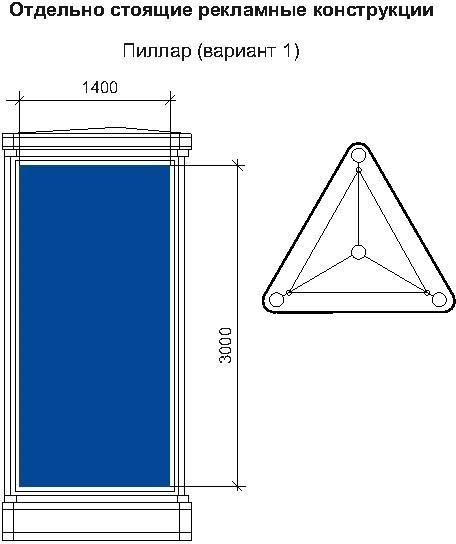 Отдельно стоящие рекламные конструкции
Пиллар (вариант 1)
1400
3000